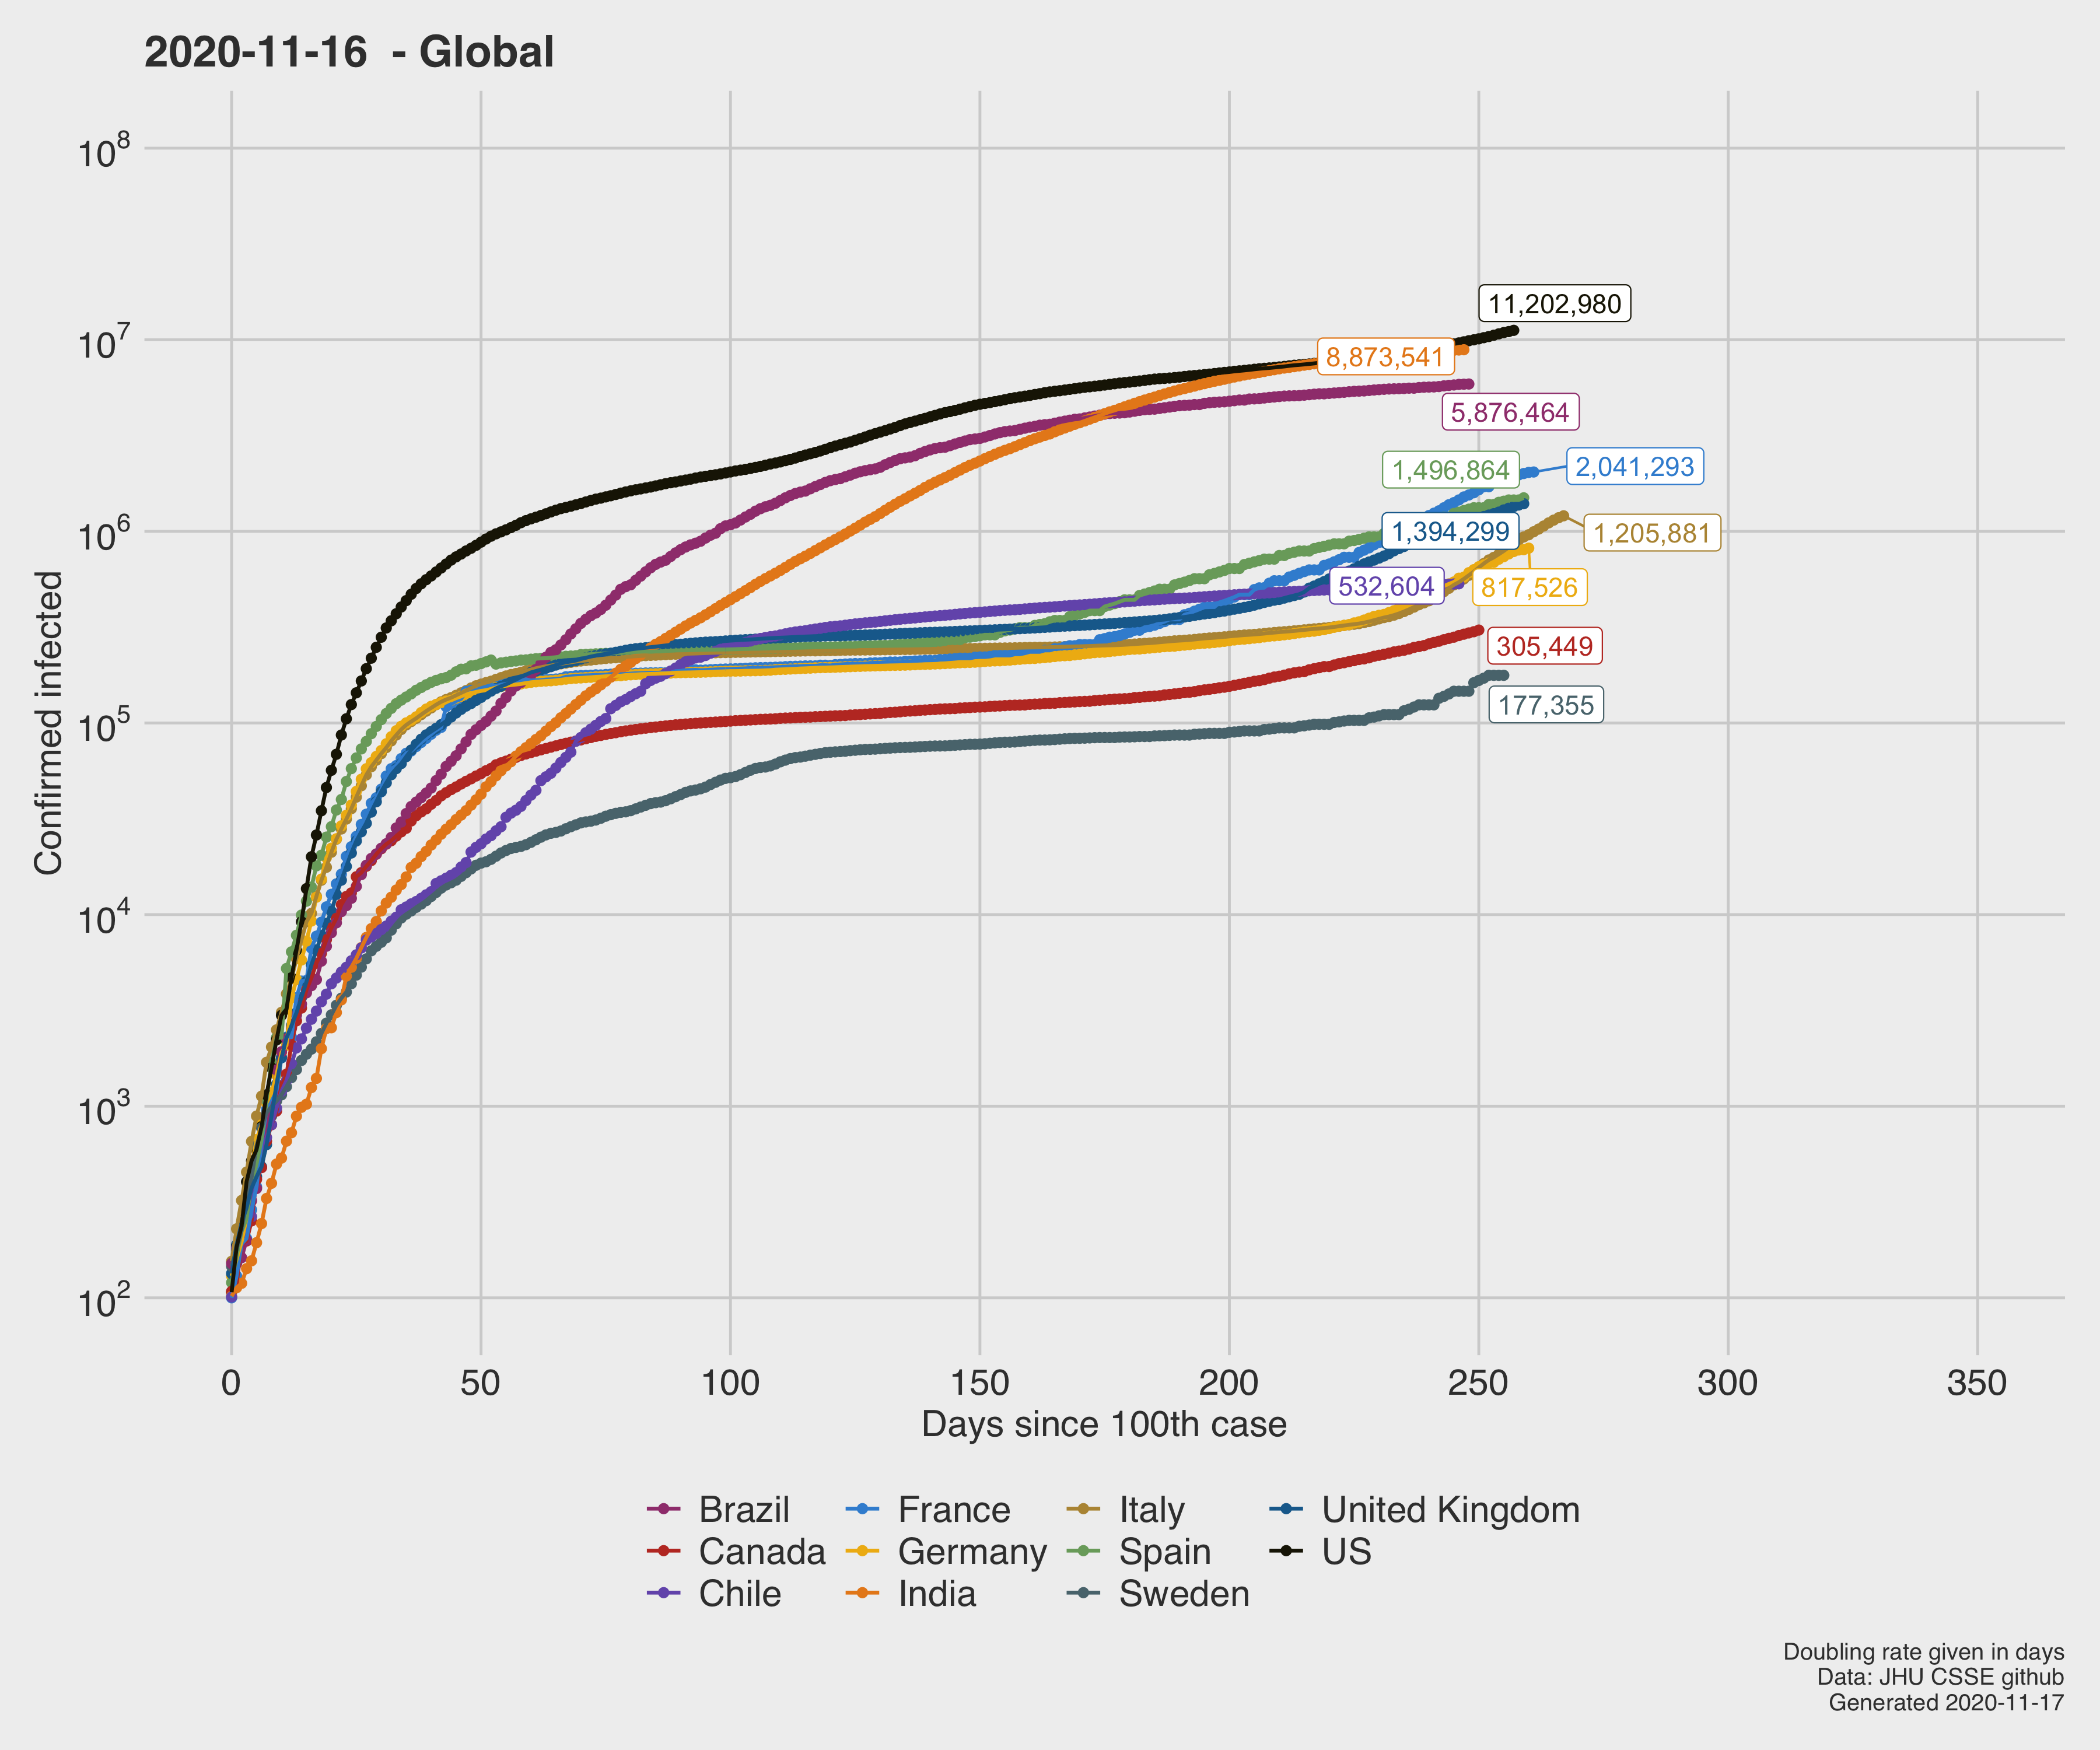 2020-11-16 - Global
Confirmed infected
10^8
10^7
10^6
10^5
10^4
10^3
10^2
11,202,980
8,873,541
5,876,464
1,496,864
2,041,293
1,394,299
1,205,881
532,604
817,526
305,449
177,355
0 50 100 150 200 250 300 350
Days since 100th case
Brazil France Italy United Kingdom
Canada Germany Spain US
Chile India Sweden
Doubling rate given in days
Data: JHU CSSE github
Generated 2020-11-17